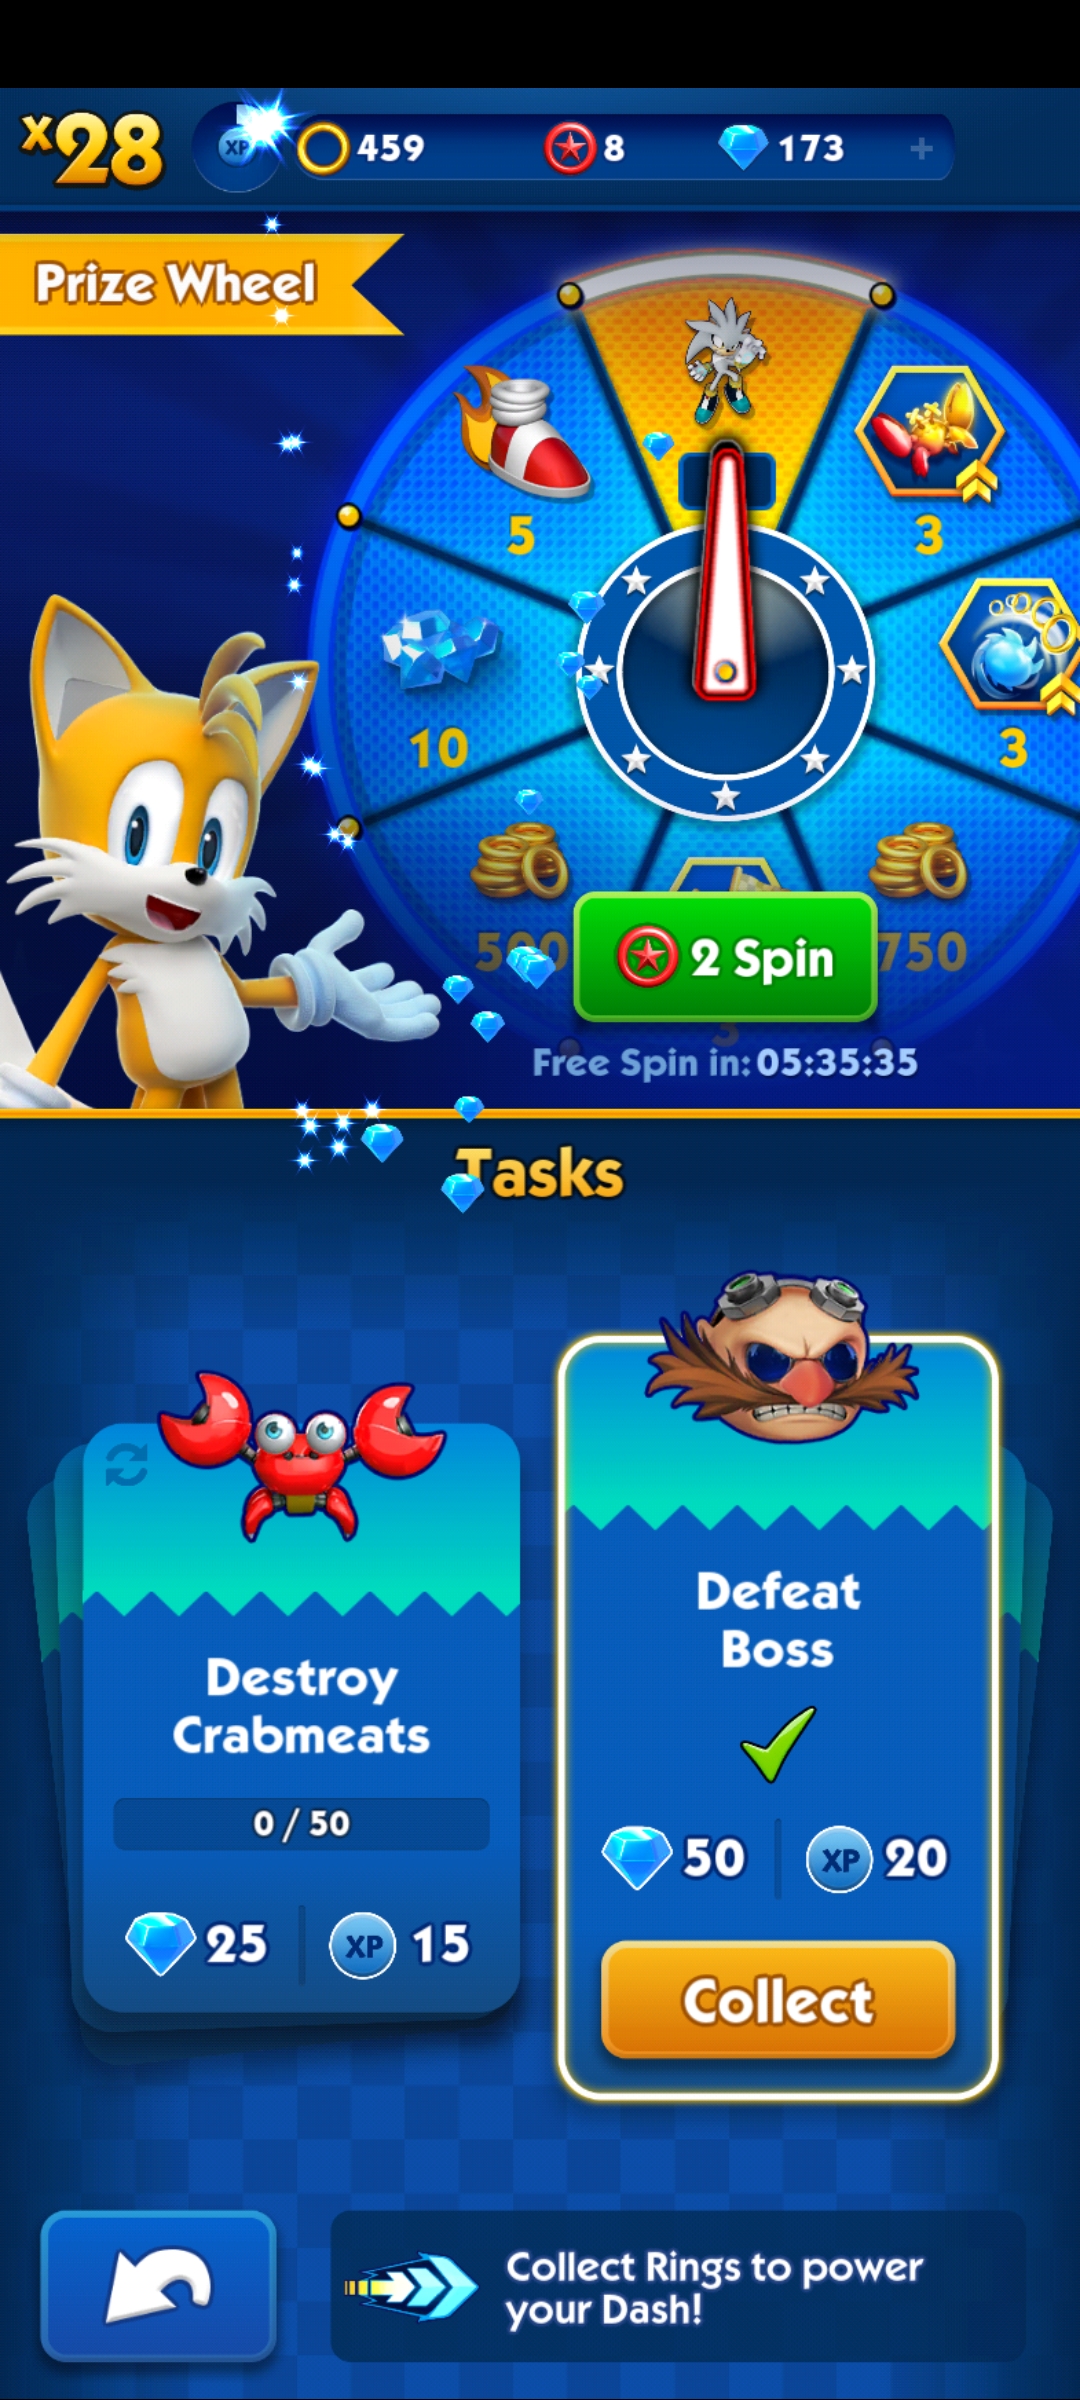 x28
XP
459
8
173
+
Prize Wheel
5
3
10
3
500
750
2 Spin
3
Free Spin in: 05:35:35
Tasks
Destroy
Crabmeats
0 / 50
25
XP
15
Defeat
Boss
50
XP
20
Collect
Collect Rings to power
your Dash!